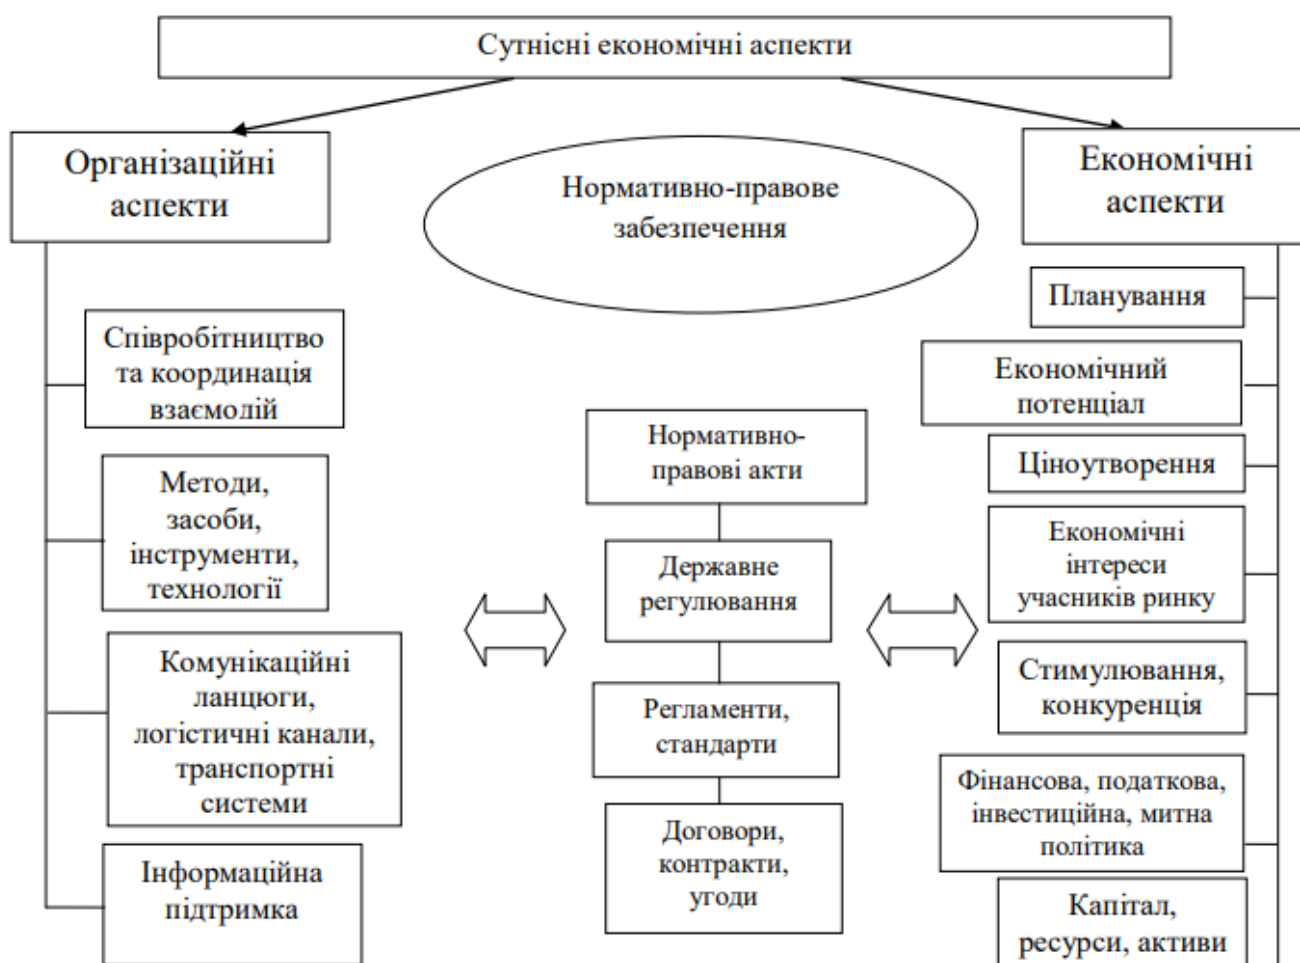 Сутнісні економічні аспекти
Організаційні
аспекти
Нормативно-правове
забезпечення
Економічні
аспекти
Співробітництво
та координація
взаємодій
Методи,
засоби,
інструменти,
технології
Комунікаційні
ланцюги,
логістичні канали,
транспортні
системи
Інформаційна
підтримка
Нормативно-
правові акти
Державне
регулювання
Регламенти,
стандарти
Договори,
контракти,
угоди
Планування
Економічний
потенціал
Ціноутворення
Економічні
інтереси
учасників ринку
Стимулювання,
конкуренція
Фінансова, податкова,
інвестиційна, митна
політика
Капітал,
ресурси, активи